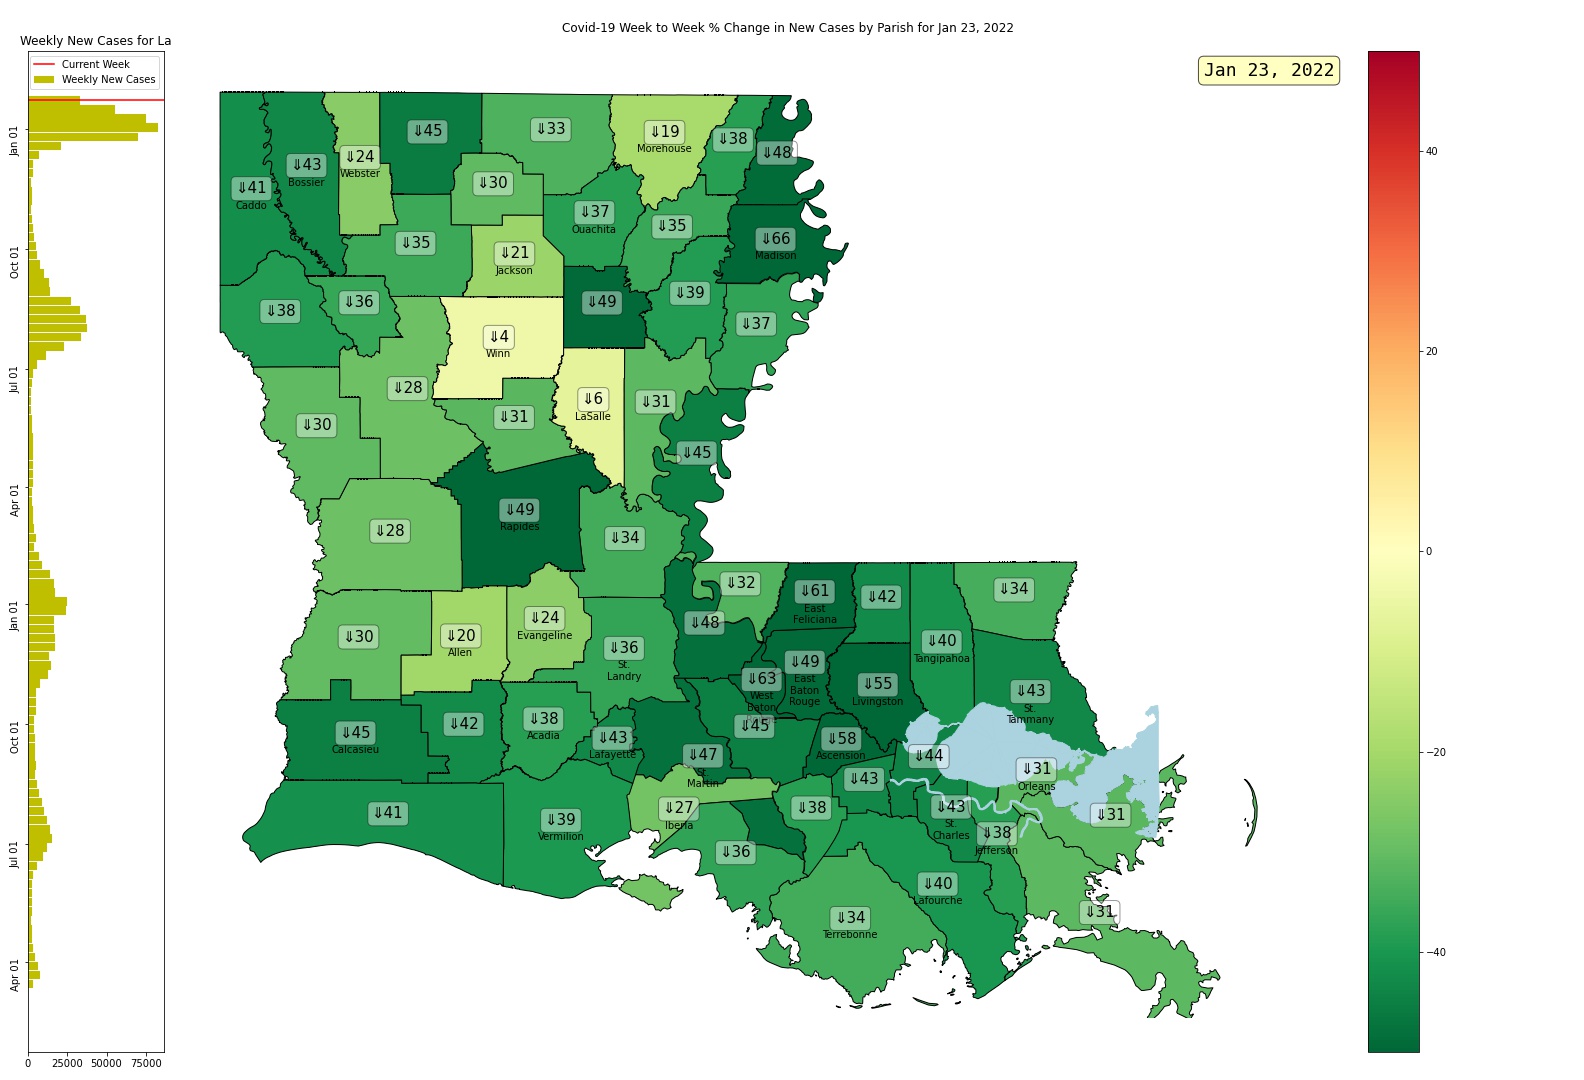 Covid-19 Week to Week % Change in New Cases by Parish for Jan 23, 2022
Weekly New Cases for La
Current Week
Weekly New Cases
Jan 01
Oct 01
Jul 01
Apr 01
Jan 01
Oct 01
Jul 01
Apr 01
0 25000 50000 75000
Jan 23, 2022
⇓41
Caddo
⇓43
Bossier
⇓24
Webster
⇓45
⇓33
⇓19
Morehouse
⇓38
⇓48
⇓30
⇓37
Ouachita
⇓35
⇓66
Madison
⇓35
⇓21
Jackson
⇓38
⇓36
⇓49
⇓39
⇓37
⇓4
Winn
⇓28
⇓6
LaSalle
⇓31
⇓30
⇓31
⇓45
⇓28
⇓49
Rapides
⇓34
⇓32
⇓61
East
Feliciana
⇓42
⇓34
⇓30
⇓20
Allen
⇓24
Evangeline
⇓36
St.
Landry
⇓48
⇓40
Tangipahoa
⇓49
East
Baton
Rouge
⇓63
West
Baton
⇓55
Livingston
⇓43
St.
Tammany
⇓45
Calcasieu
⇓42
⇓38
Acadia
⇓43
Lafayette
⇓47
St.
Martin
⇓45
⇓58
Ascension
⇓44
⇓31
Orleans
⇓43
⇓41
⇓39
Vermilion
⇓27
Iberia
⇓38
⇓43
St.
Charles
⇓31
⇓38
Jefferson
⇓36
⇓40
Lafourche
⇓34
Terrebonne
⇓31
40
20
0
−20
−40